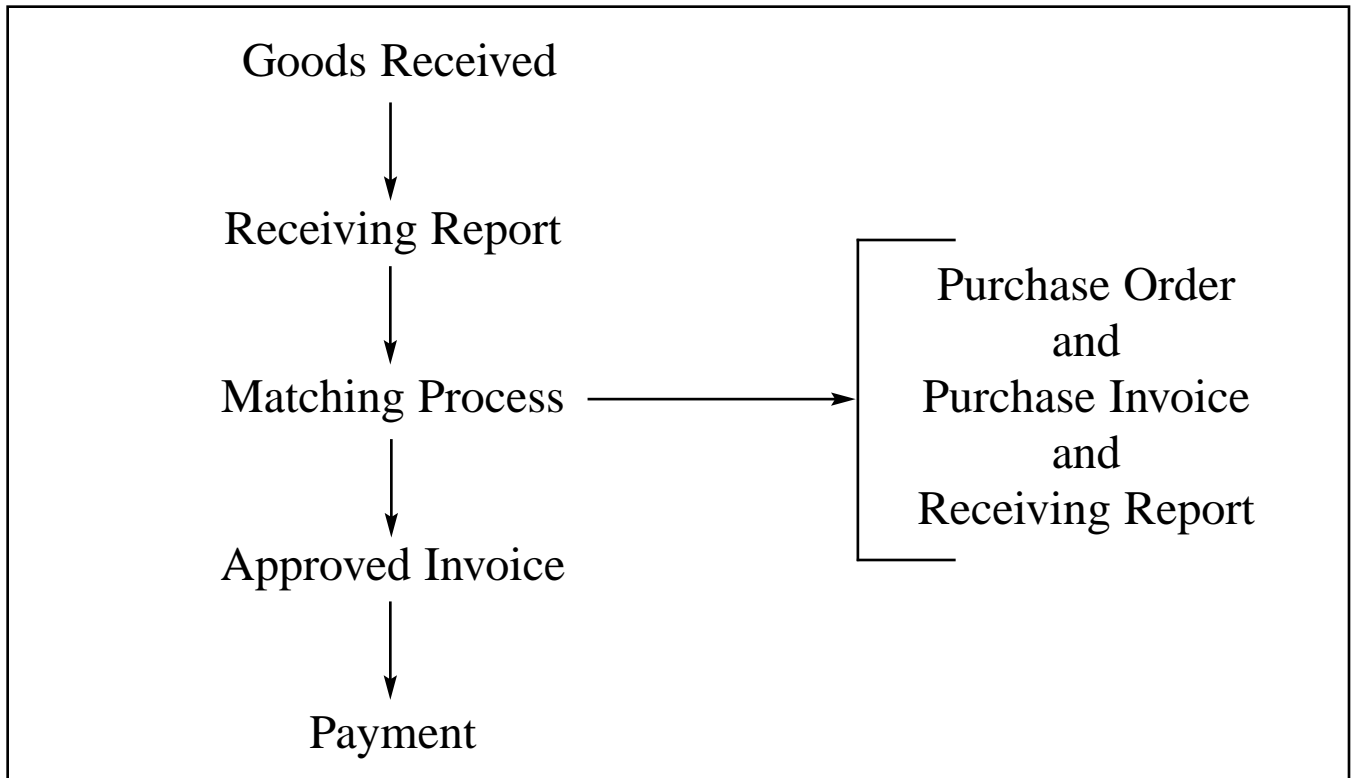 Goods Received
Receiving Report
Matching Process
Approved Invoice
Payment
Purchase Order
and
Purchase Invoice
and
Receiving Report